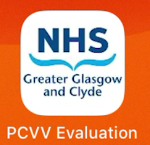 NHS
Greater Glasgow
and Clyde
PCVV Evaluation